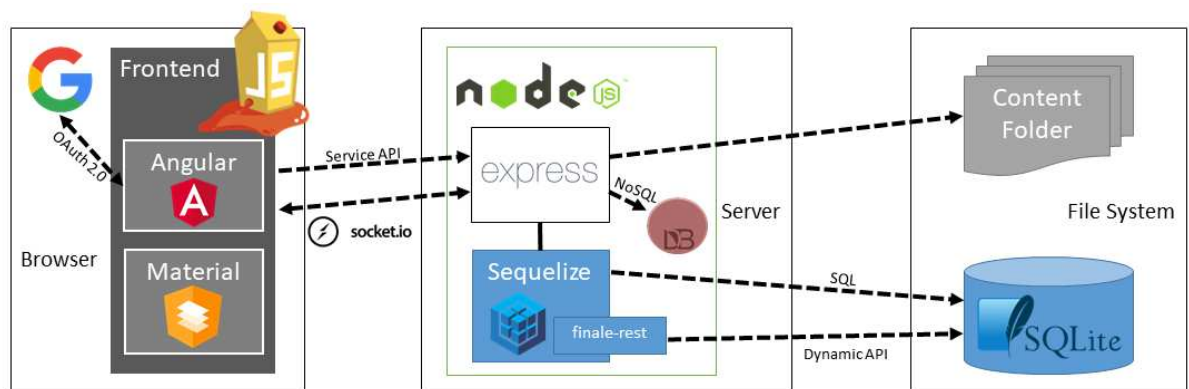 Frontend
JS
OAuth 2.0
Angular
A
Material
Browser
Service API
socket.io
node
JS
TM
express
NoSQL
DB
Server
Sequelize
finale-rest
SQL
Dynamic API
Content
Folder
File System
SQLite